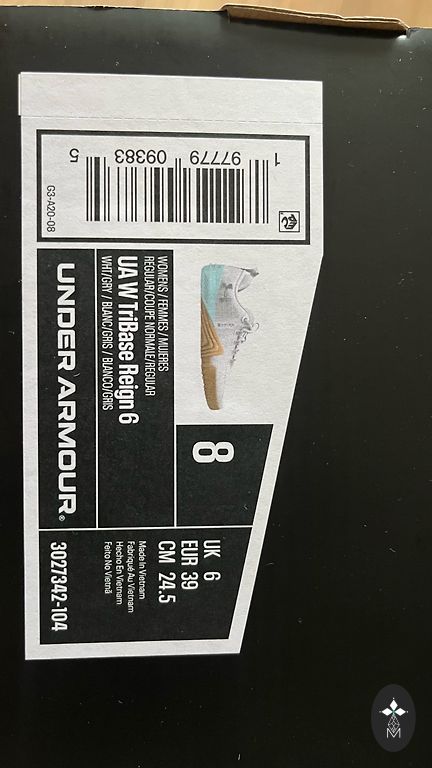 1 97779 09383 5
G3-A20-08
WOMENS / FEMMES / MUJERES
REGULAR/COUPE NORMALE/REGULAR
UA W TriBase Reign 6
WHT/GRY / BLANC/GRIS / BLANCO/GRIS
UNDER ARMOUR®
8
UK 6
EUR 39
CM 24.5
Made In Vietnam
Fabriqué Au Vietnam
Hecho En Vietnam
Feito No Vietnã
3027342-104
M